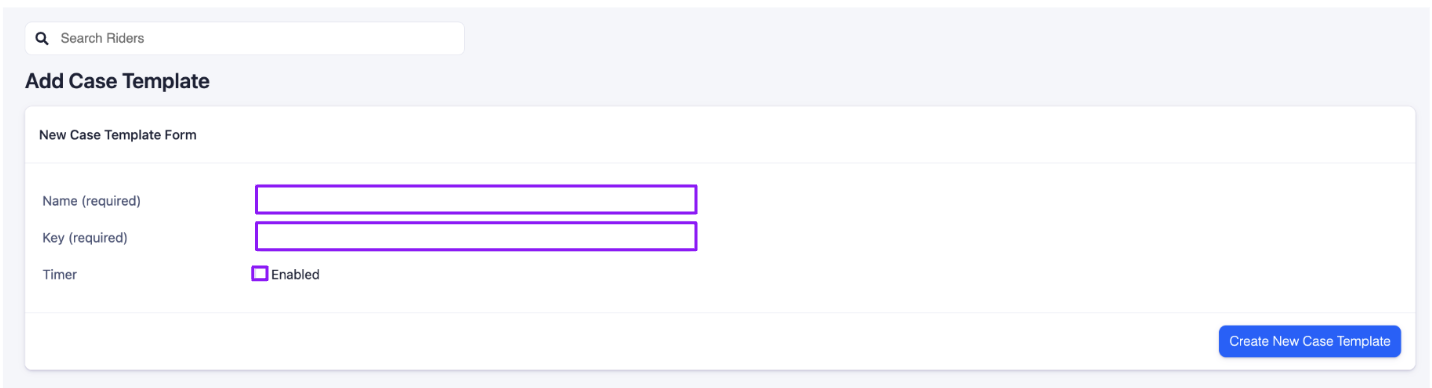 Search Riders
Add Case Template
New Case Template Form
Name (required)
Key (required)
Timer Enabled
Create New Case Template